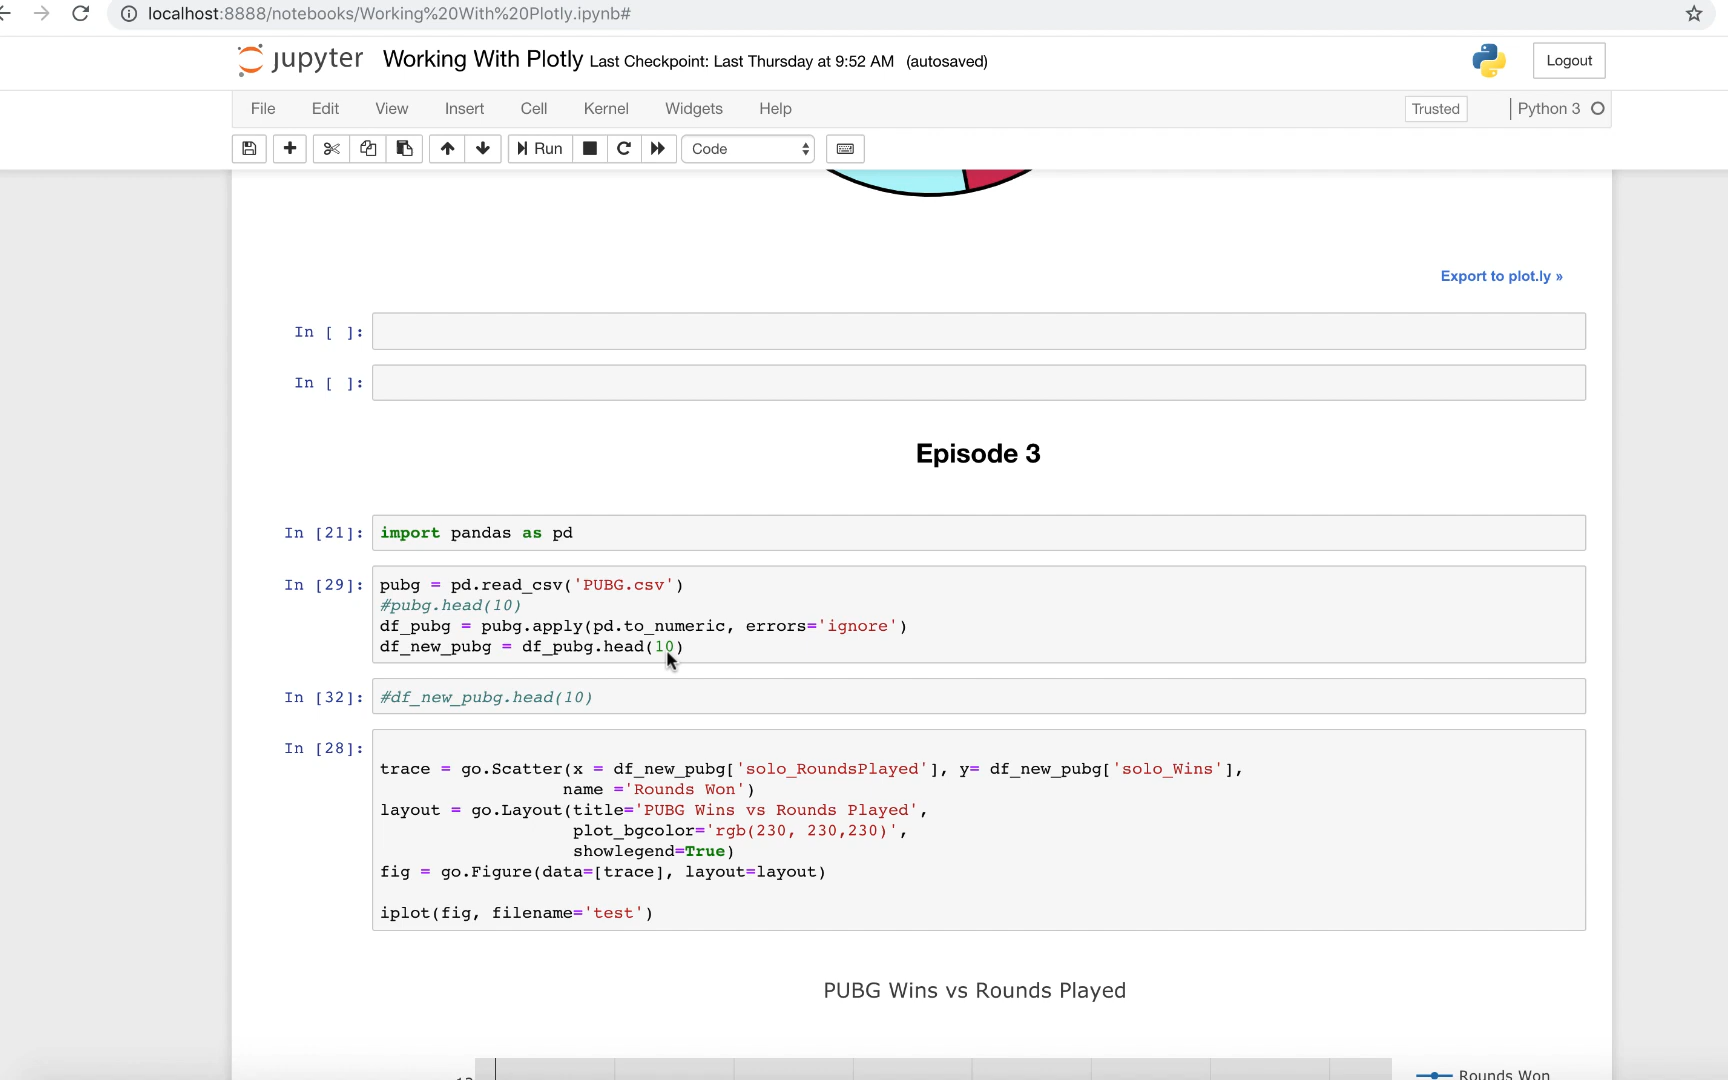 localhost:8888/notebooks/Working%20With%20Plotly.ipynb#
jupyter Working With Plotly Last Checkpoint: Last Thursday at 9:52 AM (autosaved)
Logout
File Edit View Insert Cell Kernel Widgets Help
Trusted Python 3
Run Code
Export to plot.ly »
In [ ]:
In [ ]:
Episode 3
In [21]: import pandas as pd
In [29]: pubg = pd.read_csv('PUBG.csv')
#pubg.head(10)
df_pubg = pubg.apply(pd.to_numeric, errors='ignore')
df_new_pubg = df_pubg.head(10)
In [32]: #df_new_pubg.head(10)
In [28]:
trace = go.Scatter(x = df_new_pubg['solo_RoundsPlayed'], y= df_new_pubg['solo_Wins'],
name ='Rounds Won')
layout = go.Layout(title='PUBG Wins vs Rounds Played',
plot_bgcolor='rgb(230, 230,230)',
showlegend=True)
fig = go.Figure(data=[trace], layout=layout)
iplot(fig, filename='test')
PUBG Wins vs Rounds Played
Rounds Won